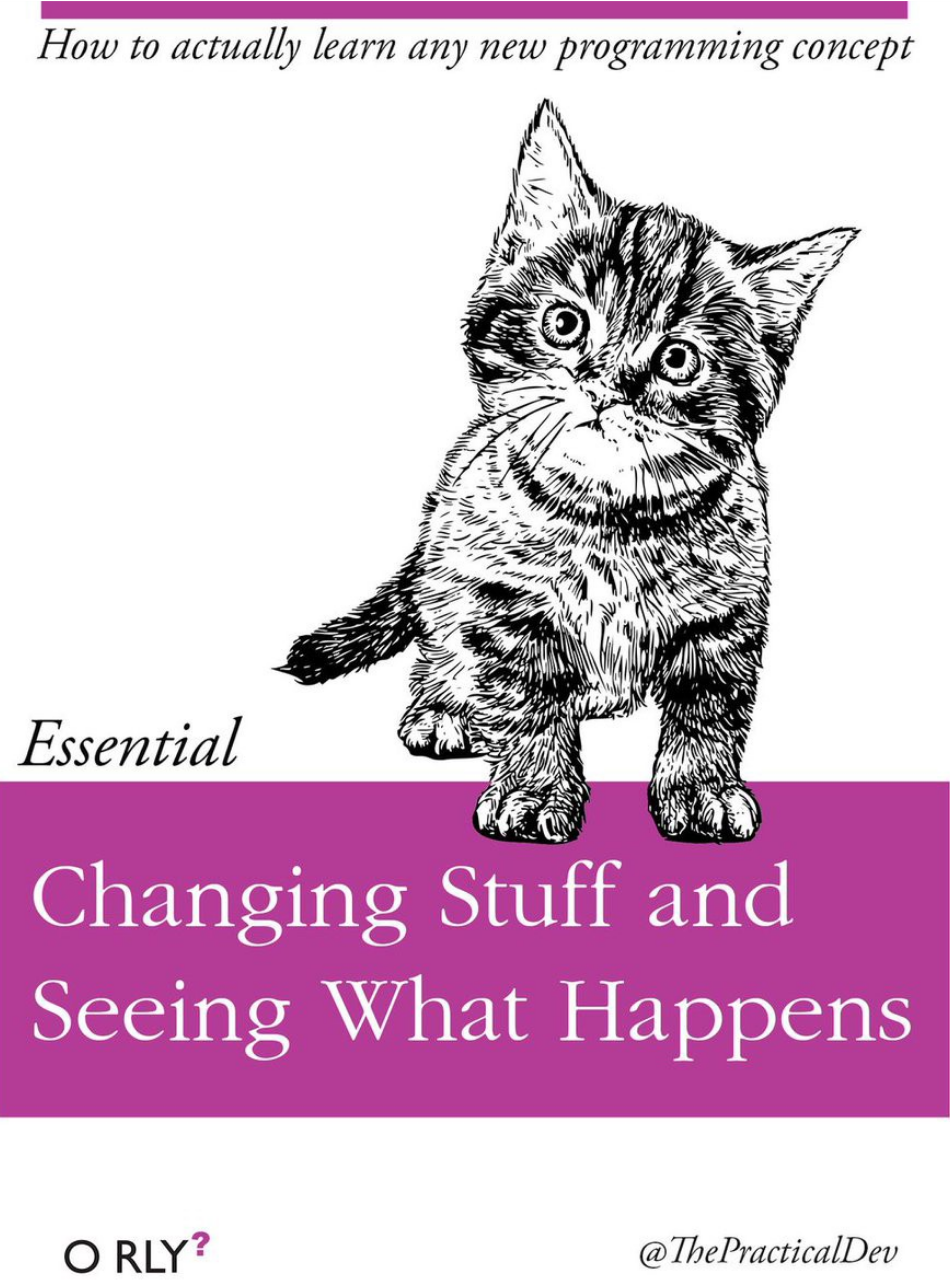 How to actually learn any new programming concept
Essential
Changing Stuff and
Seeing What Happens
O RLY?
@ThePracticalDev